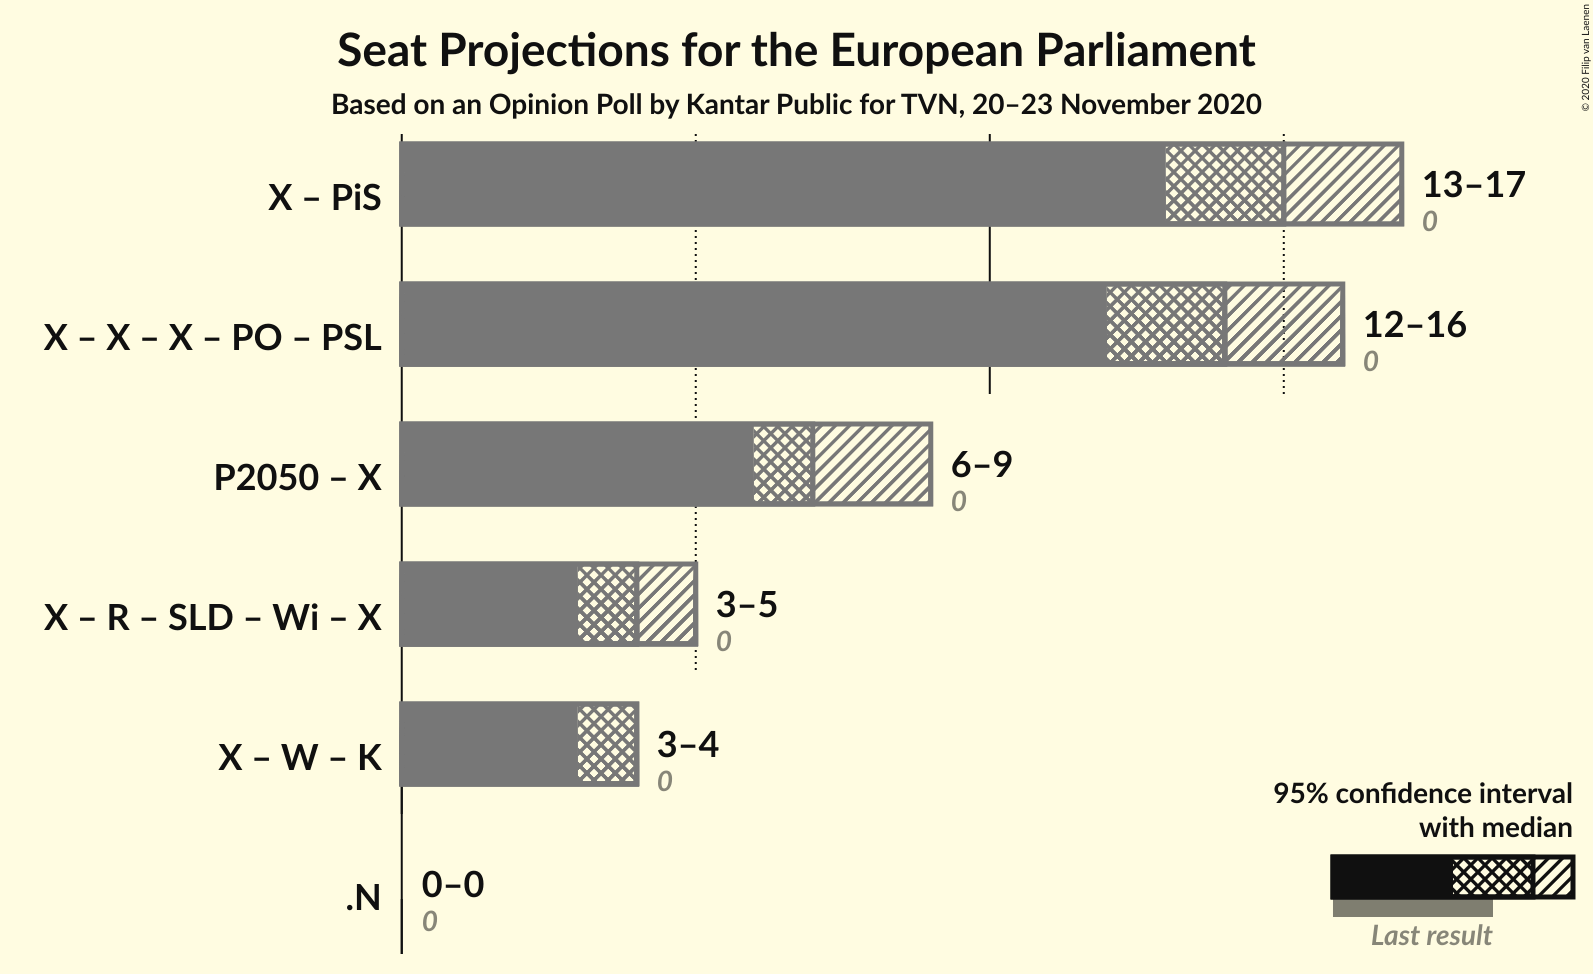 Seat Projections for the European Parliament
Based on an Opinion Poll by Kantar Public for TVN, 20–23 November 2020
© 2020 Filip van Laenen
X – PiS
13–17
0
X – X – X – PO – PSL
12–16
0
P2050 – X
6–9
0
X – R – SLD – Wi – X
3–5
0
X – W – K
3–4
0
.N
0–0
0
95% confidence interval
with median
Last result